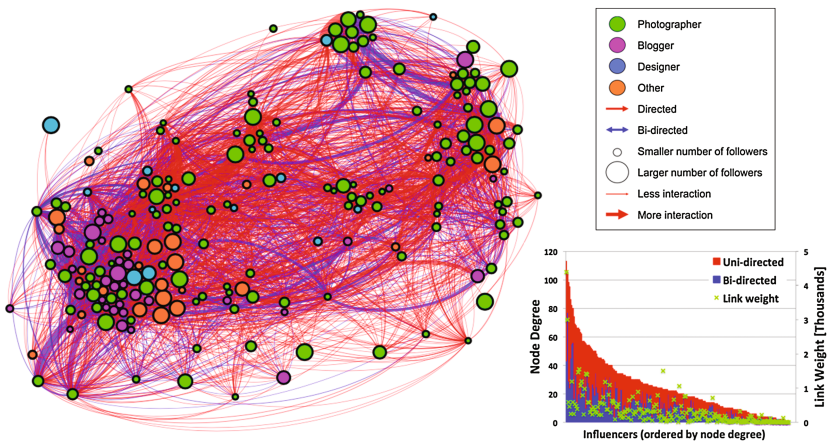 Photographer
Blogger
Designer
Other
Directed
Bi-directed
Smaller number of followers
Larger number of followers
Less interaction
More interaction
120
100
80
60
40
20
0
Node Degree
Uni-directed
Bi-directed
Link weight
5
4
3
2
1
0
Link Weight [Thousands]
Influencers (ordered by node degree)